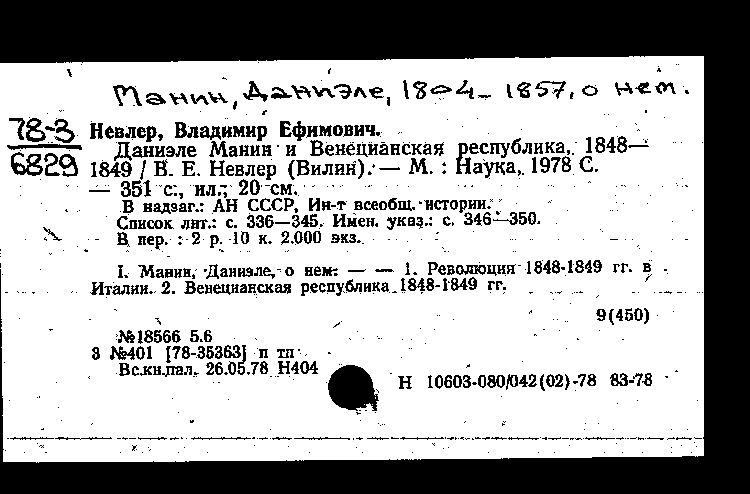 Манин, Даниэле, 1804–1857, о нем.
78-3
6829
Невлер, Владимир Ефимович.
Даниэле Манин и Венецианская республика, 1848—
1849 / В. Е. Невлер (Вилин). — М. : Наука, 1978 С.
— 351 с., ил.; 20 см.
В надзаг.: АН СССР, Ин-т всеобщ. истории.
Список лит.: с. 336—345. Имен. указ.: с. 346—350.
В пер. : 2 р. 10 к. 2.000 экз.
I. Манин, Даниэле, о нем: — — 1. Революция 1848-1849 гг. в
Италии. 2. Венецианская республика 1848-1849 гг.
9(450)
№18566 5.6
3 №401 [78-35363] п тп
Вс.кн.пал. 26.05.78 Н404
Н 10603-080/042(02)-78 83-78